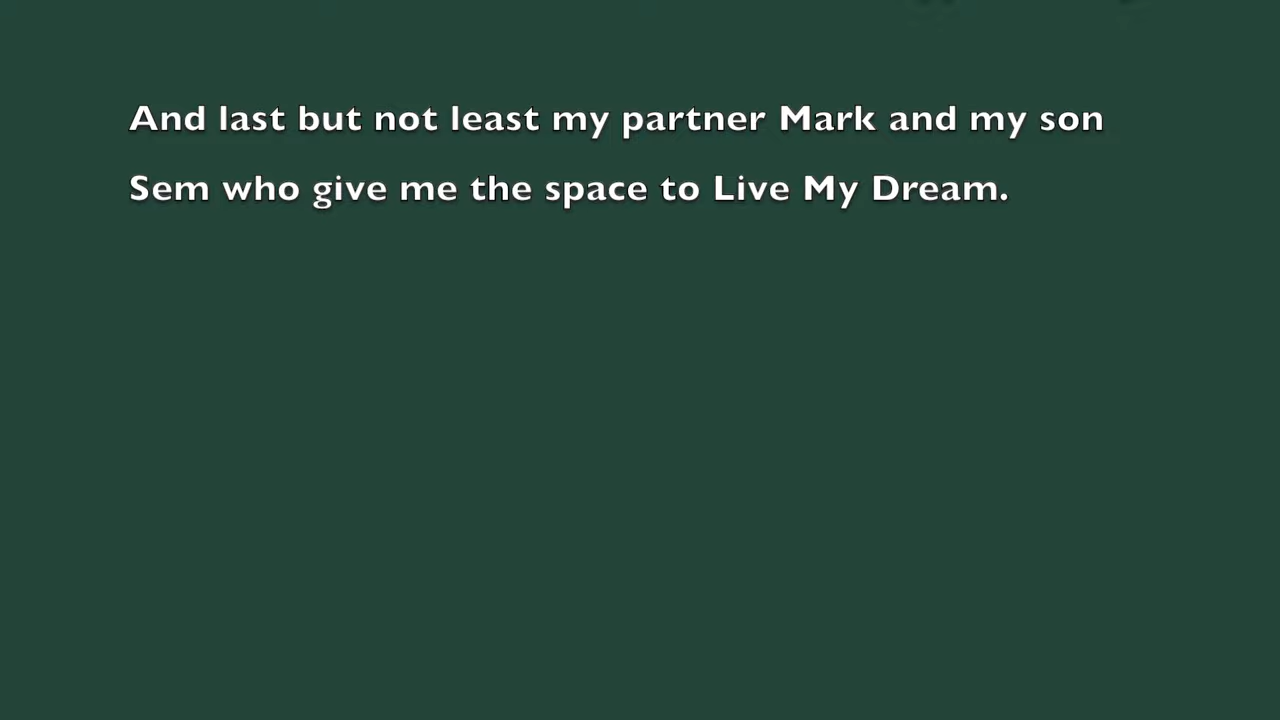 And last but not least my partner Mark and my son
Sem who give me the space to Live My Dream.